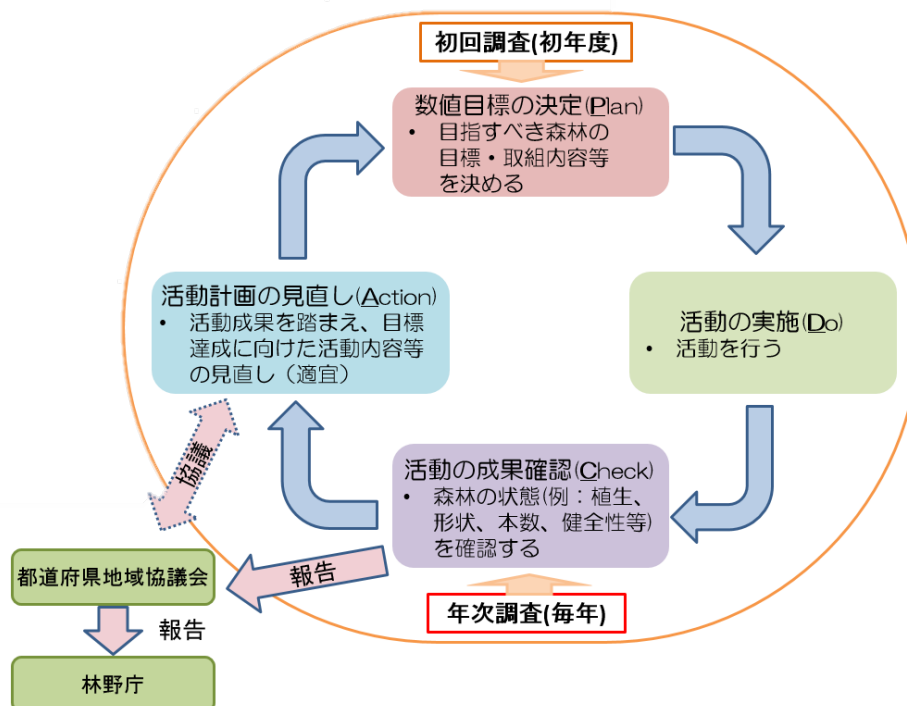 初回調査(初年度)
数値目標の決定(Plan)
• 目指すべき森林の
目標・取組内容等
を決める
活動の実施(Do)
• 活動を行う
活動の成果確認(Check)
• 森林の状態(例:植生、
形状、本数、健全性等)
を確認する
年次調査(毎年)
活動計画の見直し(Action)
• 活動成果を踏まえ、目標
達成に向けた活動内容等
の見直し（適宜）
協議
報告
都道府県地域協議会
報告
林野庁